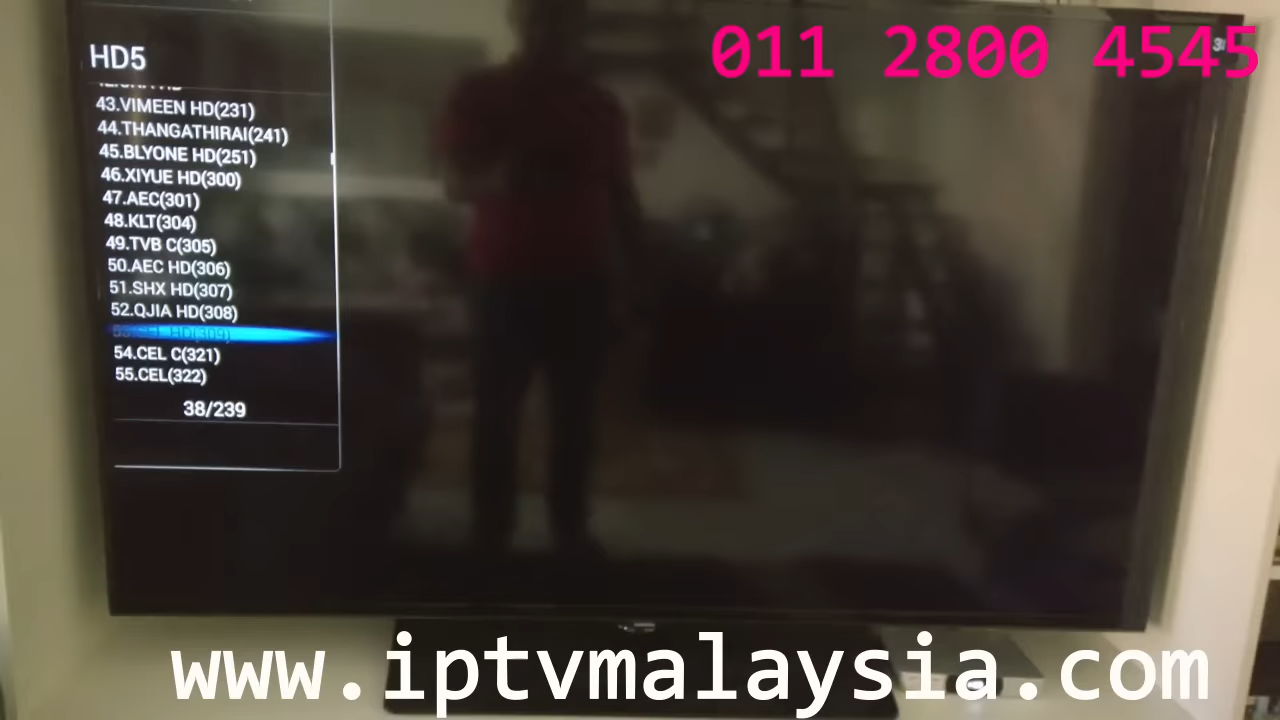 011 2800 4545
HD5
43.VIMEEN HD(231)
44.THANGATHIRAI(241)
45.BLYONE HD(251)
46.XIYUE HD(300)
47.AEC(301)
48.KLT(304)
49.TVB C(305)
50.AEC HD(306)
51.SHX HD(307)
52.QJIA HD(308)
HD(309)
54.CEL C(321)
55.CEL(322)
38/239
www.iptvmalaysia.com